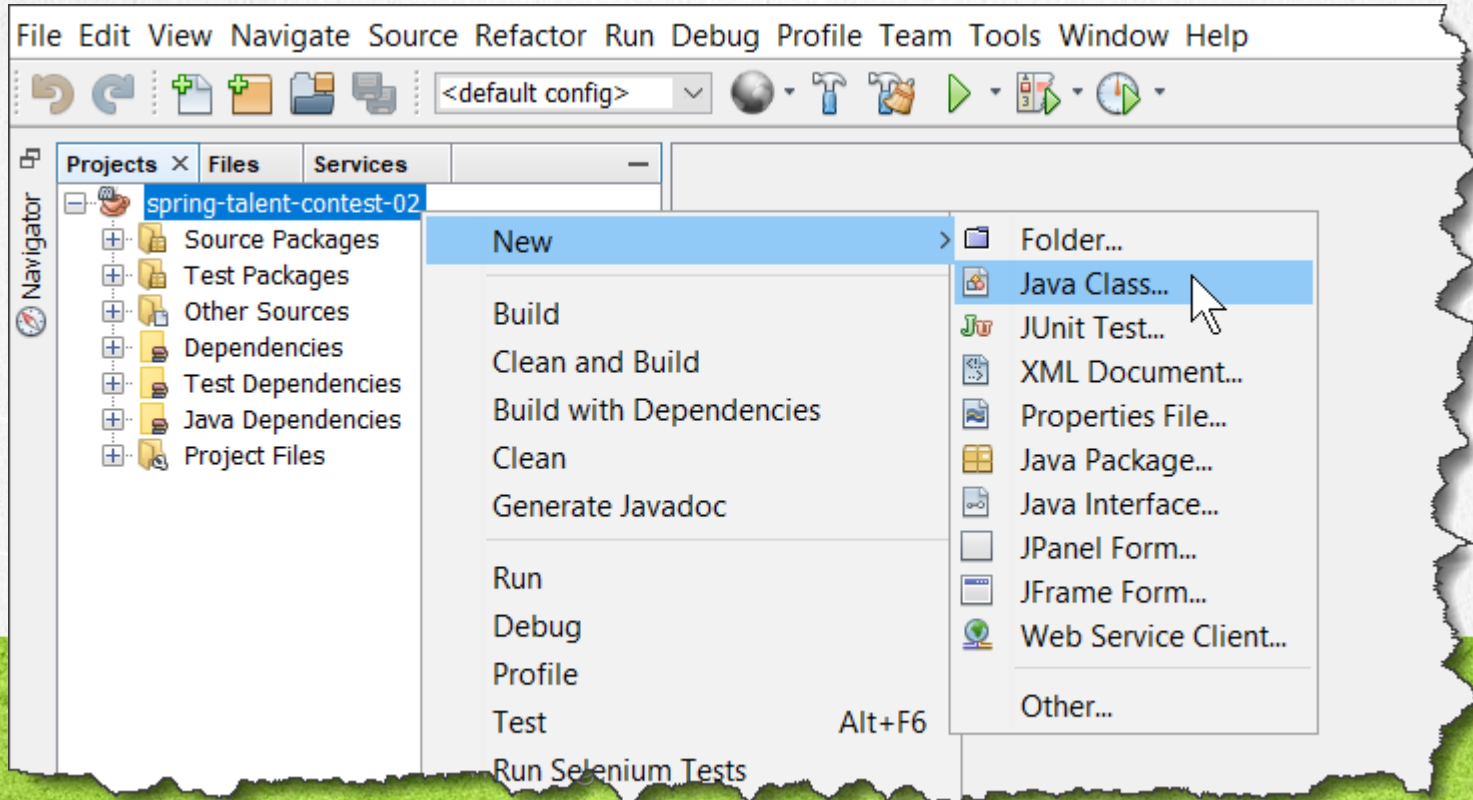 File Edit View Navigate Source Refactor Run Debug Profile Team Tools Window Help
<default config>
Projects Files Services
Navigator
spring-talent-contest-02
Source Packages
Test Packages
Other Sources
Dependencies
Test Dependencies
Java Dependencies
Project Files
New
Build
Clean and Build
Build with Dependencies
Clean
Generate Javadoc
Run
Debug
Profile
Test Alt+F6
Run Selenium Tests
Folder...
Java Class...
JUnit Test...
XML Document...
Properties File...
Java Package...
Java Interface...
JPanel Form...
JFrame Form...
Web Service Client...
Other...